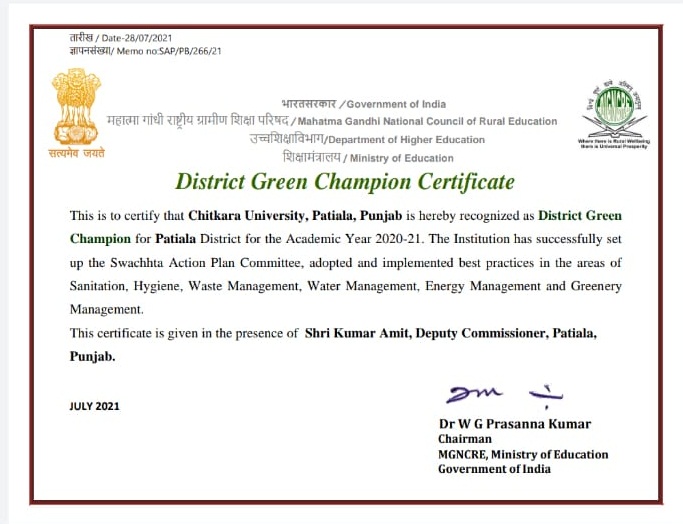 तारीख / Date-28/07/2021
ज्ञापनसंख्या/ Memo no:SAP/PB/266/21
भारतसरकार /Government of India
महात्मा गांधी राष्ट्रीय ग्रामीण शिक्षा परिषद /Mahatma Gandhi National Council of Rural Education
उच्चशिक्षाविभाग/Department of Higher Education
शिक्षामंत्रालय / Ministry of Education
सत्यमेव जयते
Where there is Rural Wellbeing
there is Universal Prosperity
District Green Champion Certificate
This is to certify that Chitkara University, Patiala, Punjab is hereby recognized as District Green
Champion for Patiala District for the Academic Year 2020-21. The Institution has successfully set
up the Swachhta Action Plan Committee, adopted and implemented best practices in the areas of
Sanitation, Hygiene, Waste Management, Water Management, Energy Management and Greenery
Management.
This certificate is given in the presence of Shri Kumar Amit, Deputy Commissioner, Patiala,
Punjab.
JULY 2021
Dr W G Prasanna Kumar
Chairman
MGNCRE, Ministry of Education
Government of India